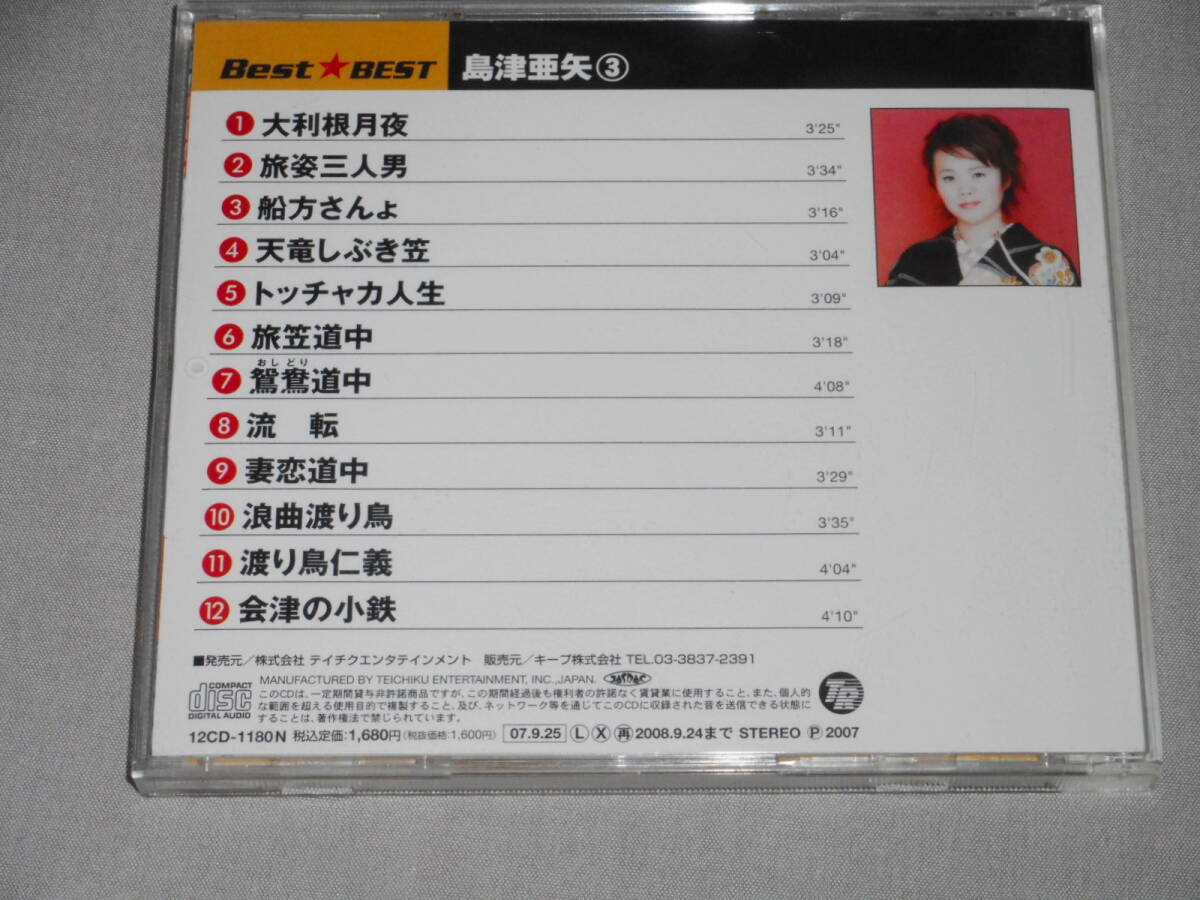 Best★BEST 島津亜矢③
1 大利根月夜 3'25"
2 旅姿三人男 3'34"
3 船方さんよ 3'16"
4 天竜しぶき笠 3'04"
5 トッチャカ人生 3'09"
6 旅笠道中 3'18"
おしどり
7 鴛鴦道中 4'08"
8 流　転 3'11"
9 妻恋道中 3'29"
10 浪曲渡り鳥 3'35"
11 渡り鳥仁義 4'04"
12 会津の小鉄 4'10"
■発売元／株式会社 テイチクエンタテインメント 販売元／キープ株式会社 TEL.03-3837-2391
MANUFACTURED BY TEICHIKU ENTERTAINMENT, INC.,JAPAN. JASRAC
COMPACT disc DIGITAL AUDIO
このCDは、一定期間貸与非許諾商品ですが、この期間経過後も権利者の許諾なく賃貸業に使用すること、また、個人的
な範囲を超える使用目的で複製すること、及び、ネットワーク等を通じてこのCDに収録された音を送信できる状態に
することは、著作権法で禁じられています。
12CD-1180N 税込定価:1,680円(税抜価格:1,600円) 07.9.25 Ⓛ Ⓧ ㊐再 2008.9.24まで STEREO Ⓟ 2007